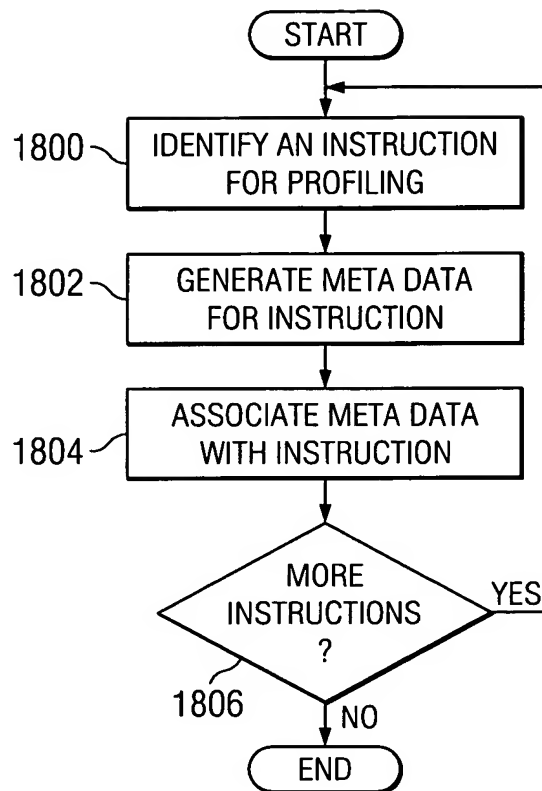 START
1800
IDENTIFY AN INSTRUCTION
FOR PROFILING
1802
GENERATE META DATA
FOR INSTRUCTION
1804
ASSOCIATE META DATA
WITH INSTRUCTION
MORE
INSTRUCTIONS
?
YES
1806
NO
END